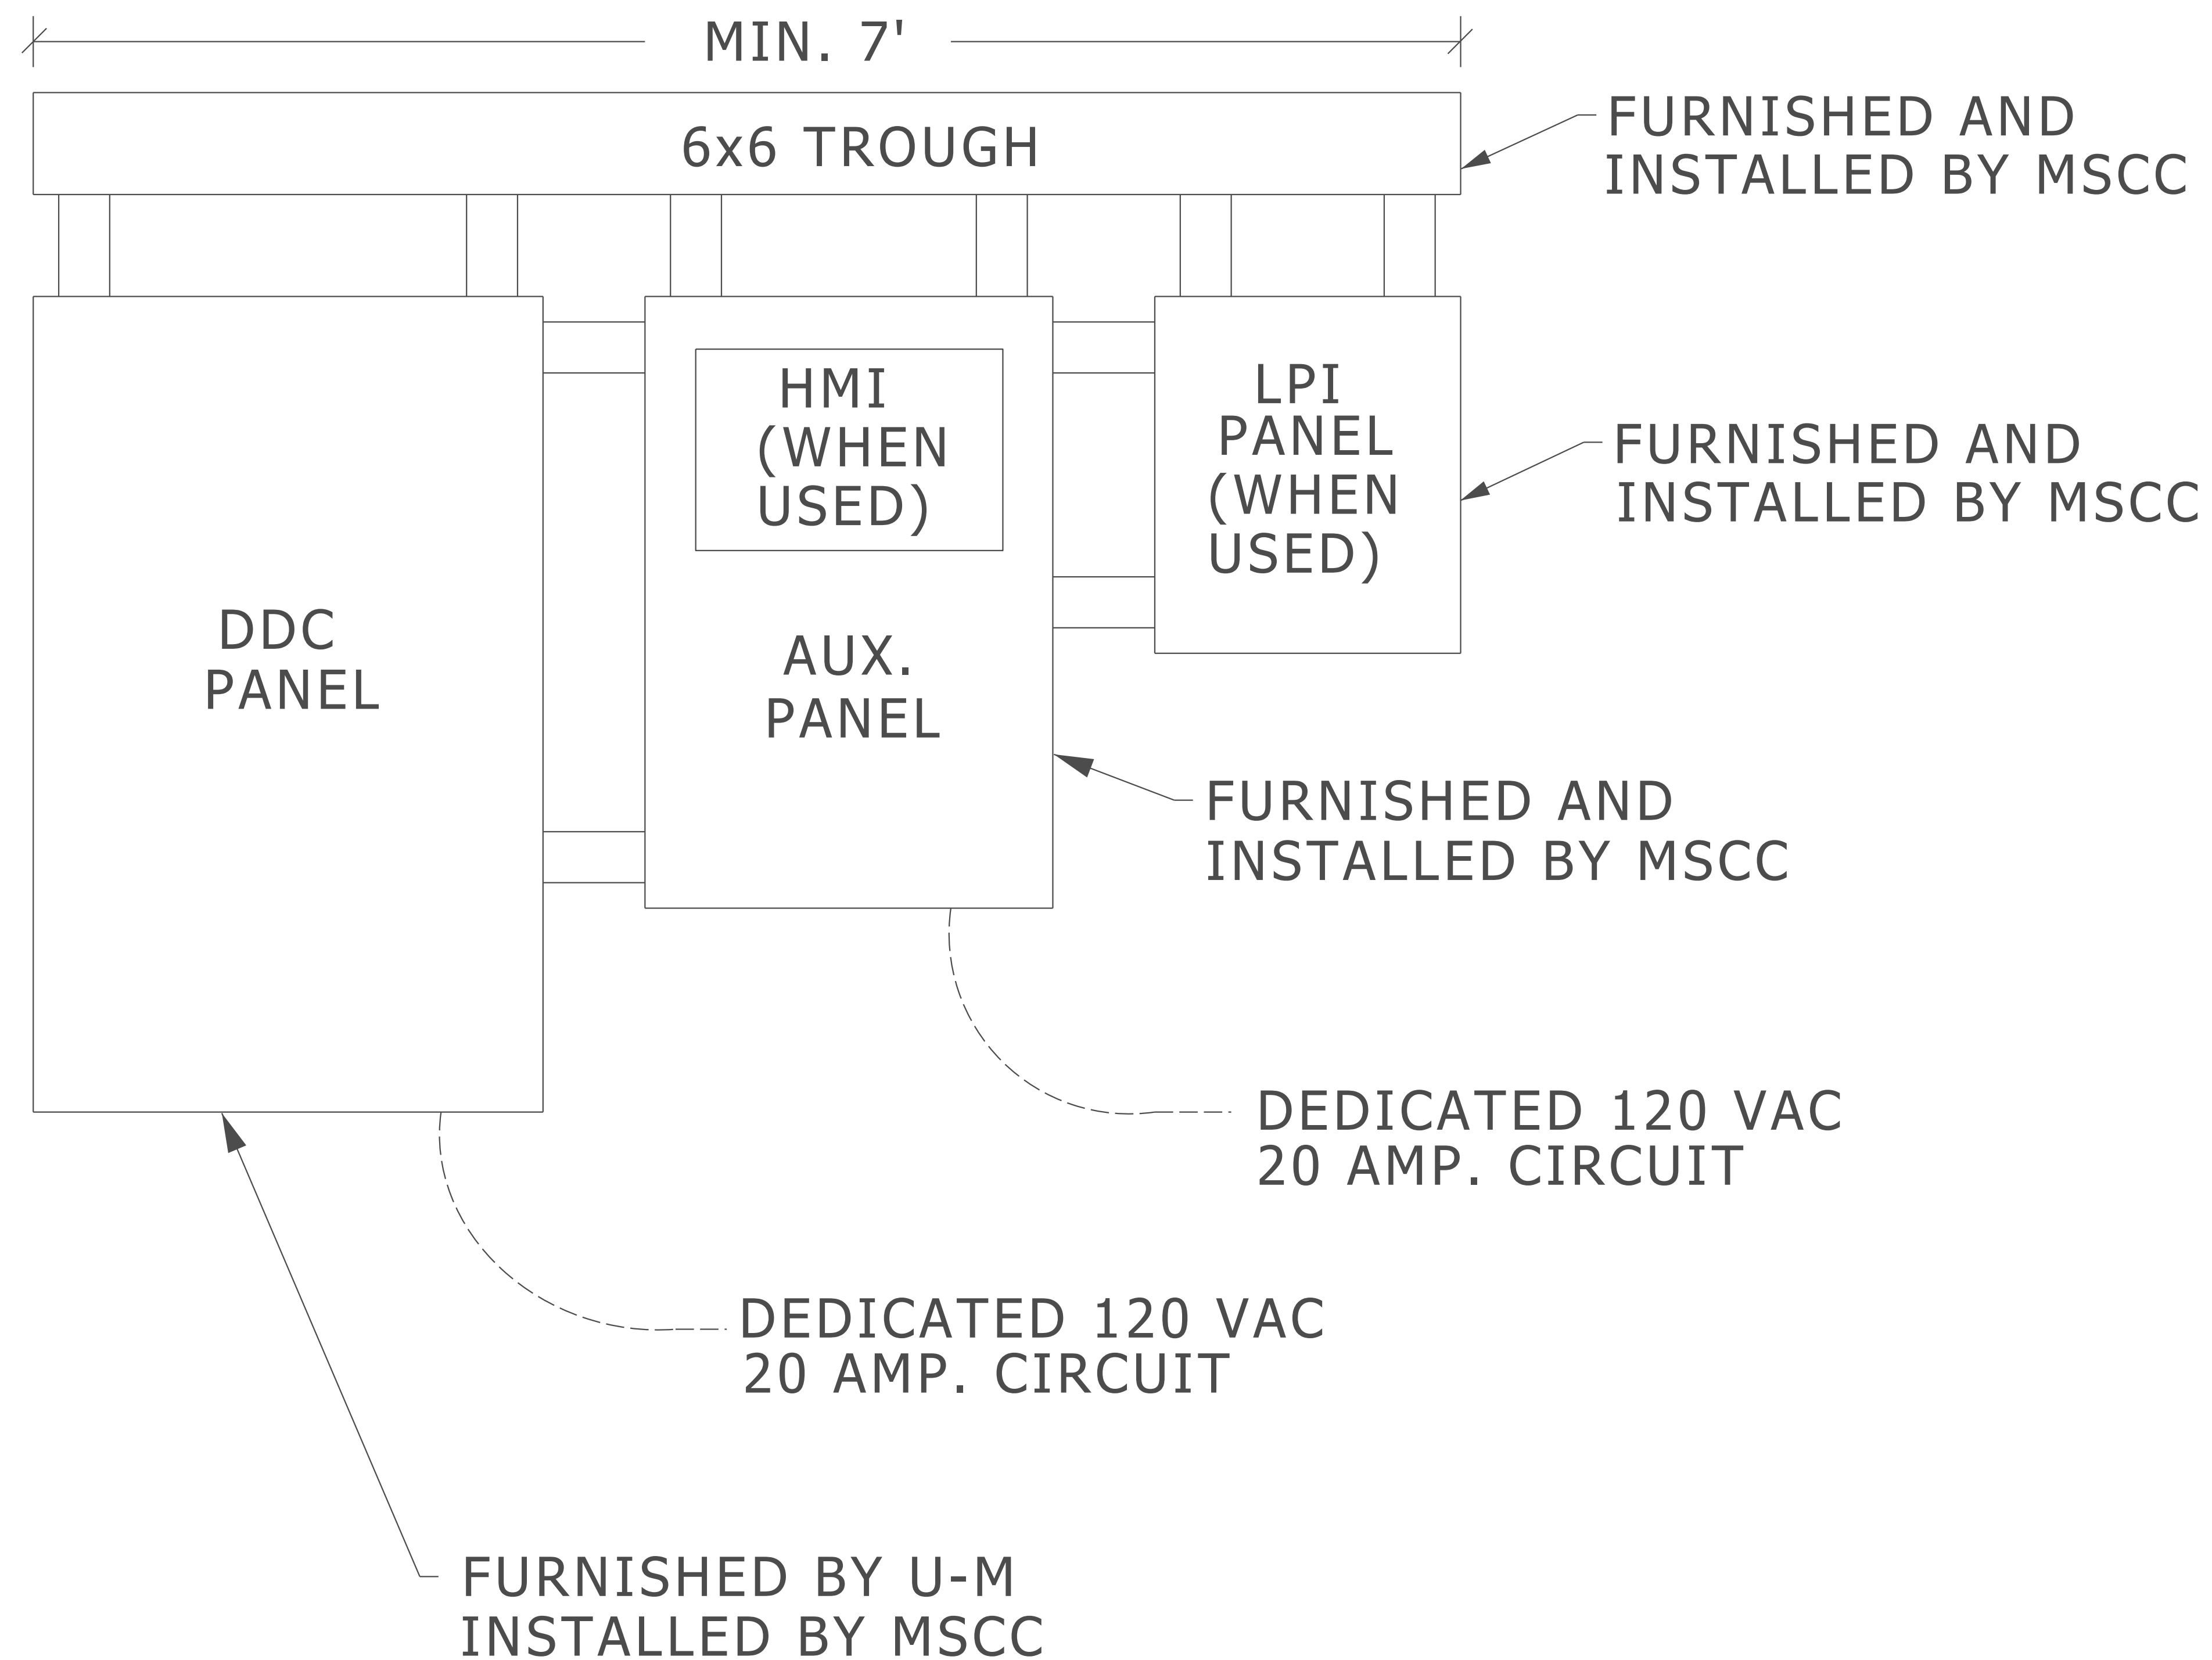 MIN. 7'
6x6 TROUGH
FURNISHED AND
INSTALLED BY MSCC
HMI
(WHEN
USED)
LPI
PANEL
(WHEN
USED)
FURNISHED AND
INSTALLED BY MSCC
DDC
PANEL
AUX.
PANEL
FURNISHED AND
INSTALLED BY MSCC
DEDICATED 120 VAC
20 AMP. CIRCUIT
DEDICATED 120 VAC
20 AMP. CIRCUIT
FURNISHED BY U-M
INSTALLED BY MSCC